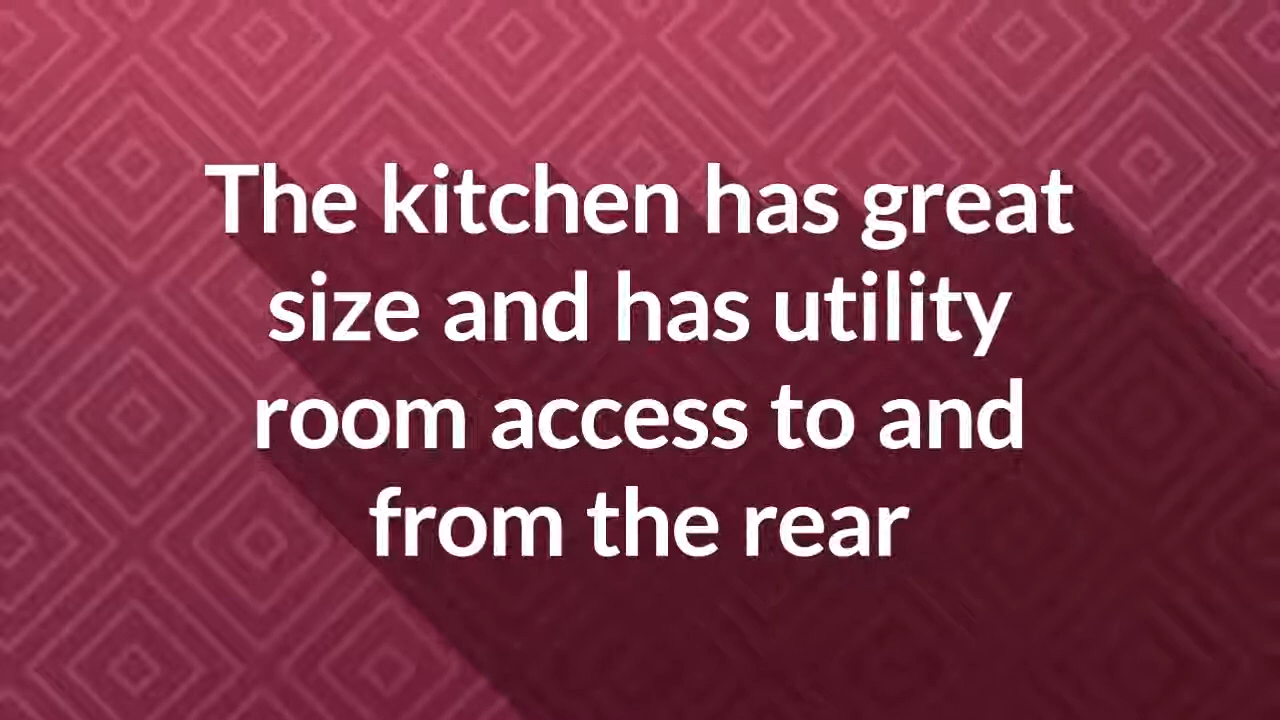 The kitchen has great
size and has utility
room access to and
from the rear